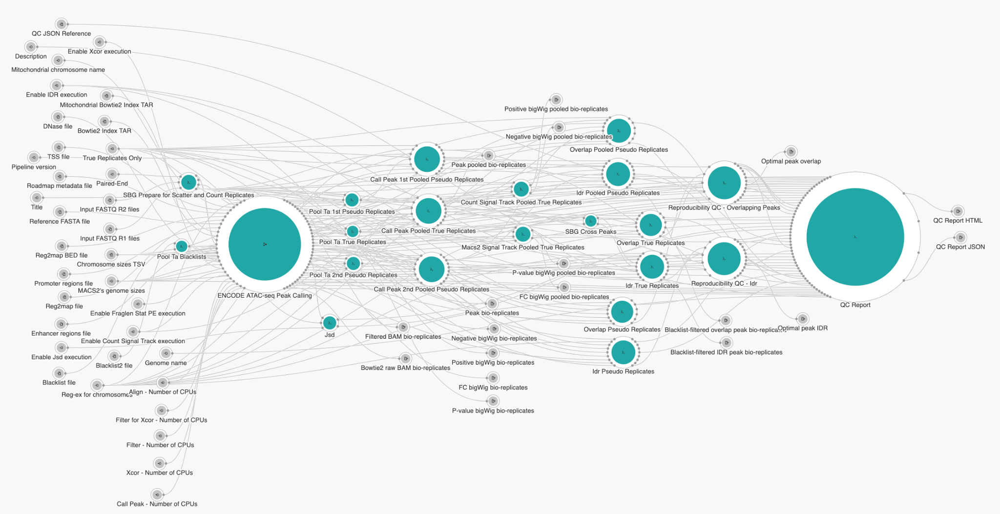 QC JSON Reference
Enable Xcor execution
Description
Mitochondrial chromosome name
Enable IDR execution
Mitochondrial Bowtie2 Index TAR
DNase file
Bowtie2 Index TAR
TSS file
True Replicates Only
Pipeline version
Roadmap metadata file
Paired-End
SBG Prepare for Scatter and Count Replicates
Title
Input FASTQ R2 files
Reference FASTA file
Input FASTQ R1 files
Reg2map BED file
Pool Ta Blacklists
Chromosome sizes TSV
Promoter regions file
MACS2's genome sizes
Reg2map file
Enable Fraglen Stat PE execution
Enhancer regions file
Enable Count Signal Track execution
Enable Jsd execution
Blacklist2 file
Genome name
Blacklist file
Reg-ex for chromosomes
Align - Number of CPUs
Filter for Xcor - Number of CPUs
Filter - Number of CPUs
Xcor - Number of CPUs
Call Peak - Number of CPUs
ENCODE ATAC-seq Peak Calling
Pool Ta 1st Pseudo Replicates
Pool Ta True Replicates
Pool Ta 2nd Pseudo Replicates
Jsd
Call Peak 1st Pooled Pseudo Replicates
Call Peak Pooled True Replicates
Call Peak 2nd Pooled Pseudo Replicates
Filtered BAM bio-replicates
Bowtie2 raw BAM bio-replicates
Positive bigWig pooled bio-replicates
Negative bigWig pooled bio-replicates
Peak pooled bio-replicates
Count Signal Track Pooled True Replicates
Macs2 Signal Track Pooled True Replicates
P-value bigWig pooled bio-replicates
FC bigWig pooled bio-replicates
Peak bio-replicates
Negative bigWig bio-replicates
Positive bigWig bio-replicates
FC bigWig bio-replicates
P-value bigWig bio-replicates
Overlap Pooled Pseudo Replicates
Idr Pooled Pseudo Replicates
SBG Cross Peaks
Overlap True Replicates
Idr True Replicates
Overlap Pseudo Replicates
Idr Pseudo Replicates
Reproducibility QC - Overlapping Peaks
Reproducibility QC - Idr
Optimal peak overlap
Blacklist-filtered overlap peak bio-replicates
Optimal peak IDR
Blacklist-filtered IDR peak bio-replicates
QC Report
QC Report HTML
QC Report JSON